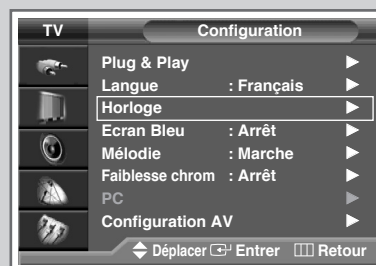 TV Configuration
Plug & Play
Langue : Français
Horloge
Ecran Bleu : Arrêt
Mélodie : Marche
Faiblesse chrom : Arrêt
PC
Configuration AV
Déplacer Entrer Retour